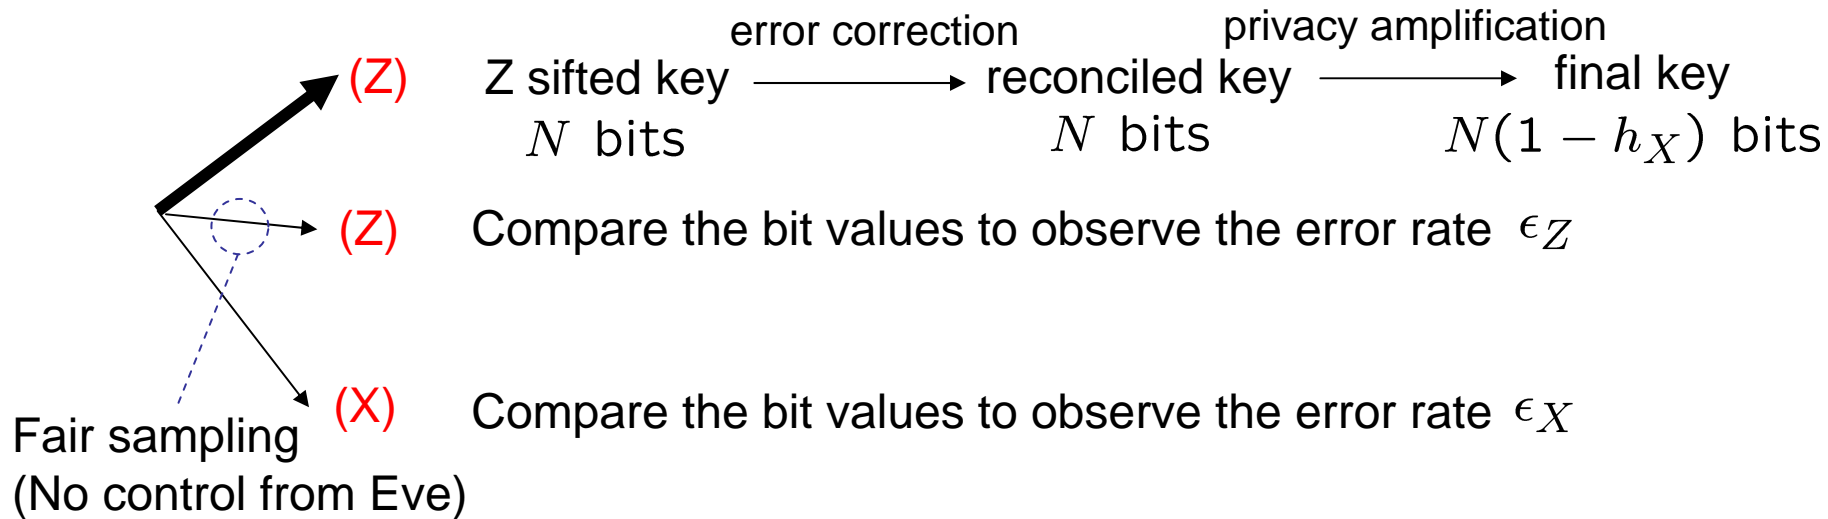 error correction
privacy amplification
(Z) Z sifted key reconciled key final key
N bits N bits N(1 − h_X) bits
(Z) Compare the bit values to observe the error rate ϵ_Z
(X) Compare the bit values to observe the error rate ϵ_X
Fair sampling
(No control from Eve)